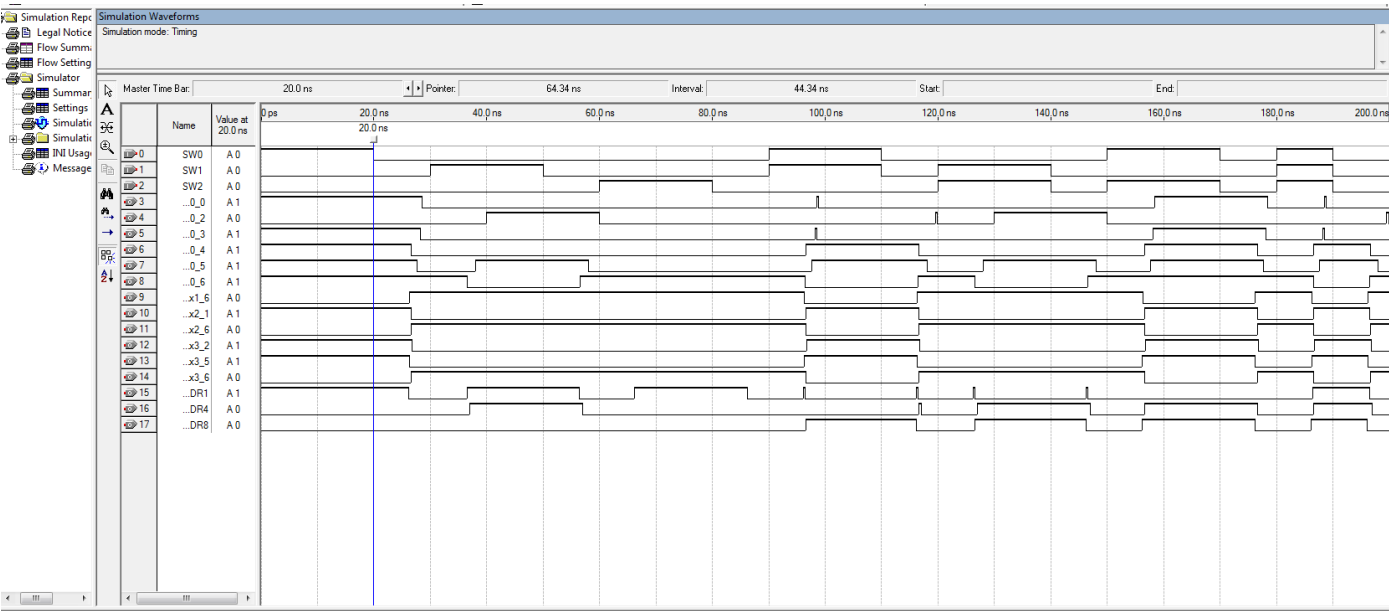 Simulation Repo
Legal Notice
Flow Summa
Flow Setting
Simulator
Summar
Settings
Simulatic
Simulatic
INI Usag
Message
Simulation Waveforms
Simulation mode: Timing
Master Time Bar: 20.0 ns Pointer: 64.34 ns Interval: 44.34 ns Start: End:
Name Value at 20.0 ns
0 ps 20.0 ns 40.0 ns 60.0 ns 80.0 ns 100.0 ns 120.0 ns 140.0 ns 160.0 ns 180.0 ns 200.0 ns
20.0 ns
0 SW0 A 0
1 SW1 A 0
2 SW2 A 0
3 ...0_0 A 1
4 ...0_2 A 0
5 ...0_3 A 1
6 ...0_4 A 1
7 ...0_5 A 1
8 ...0_6 A 1
9 ...x1_6 A 0
10 ...x2_1 A 1
11 ...x2_6 A 0
12 ...x3_2 A 1
13 ...x3_5 A 1
14 ...x3_6 A 0
15 ...DR1 A 1
16 ...DR4 A 0
17 ...DR8 A 0